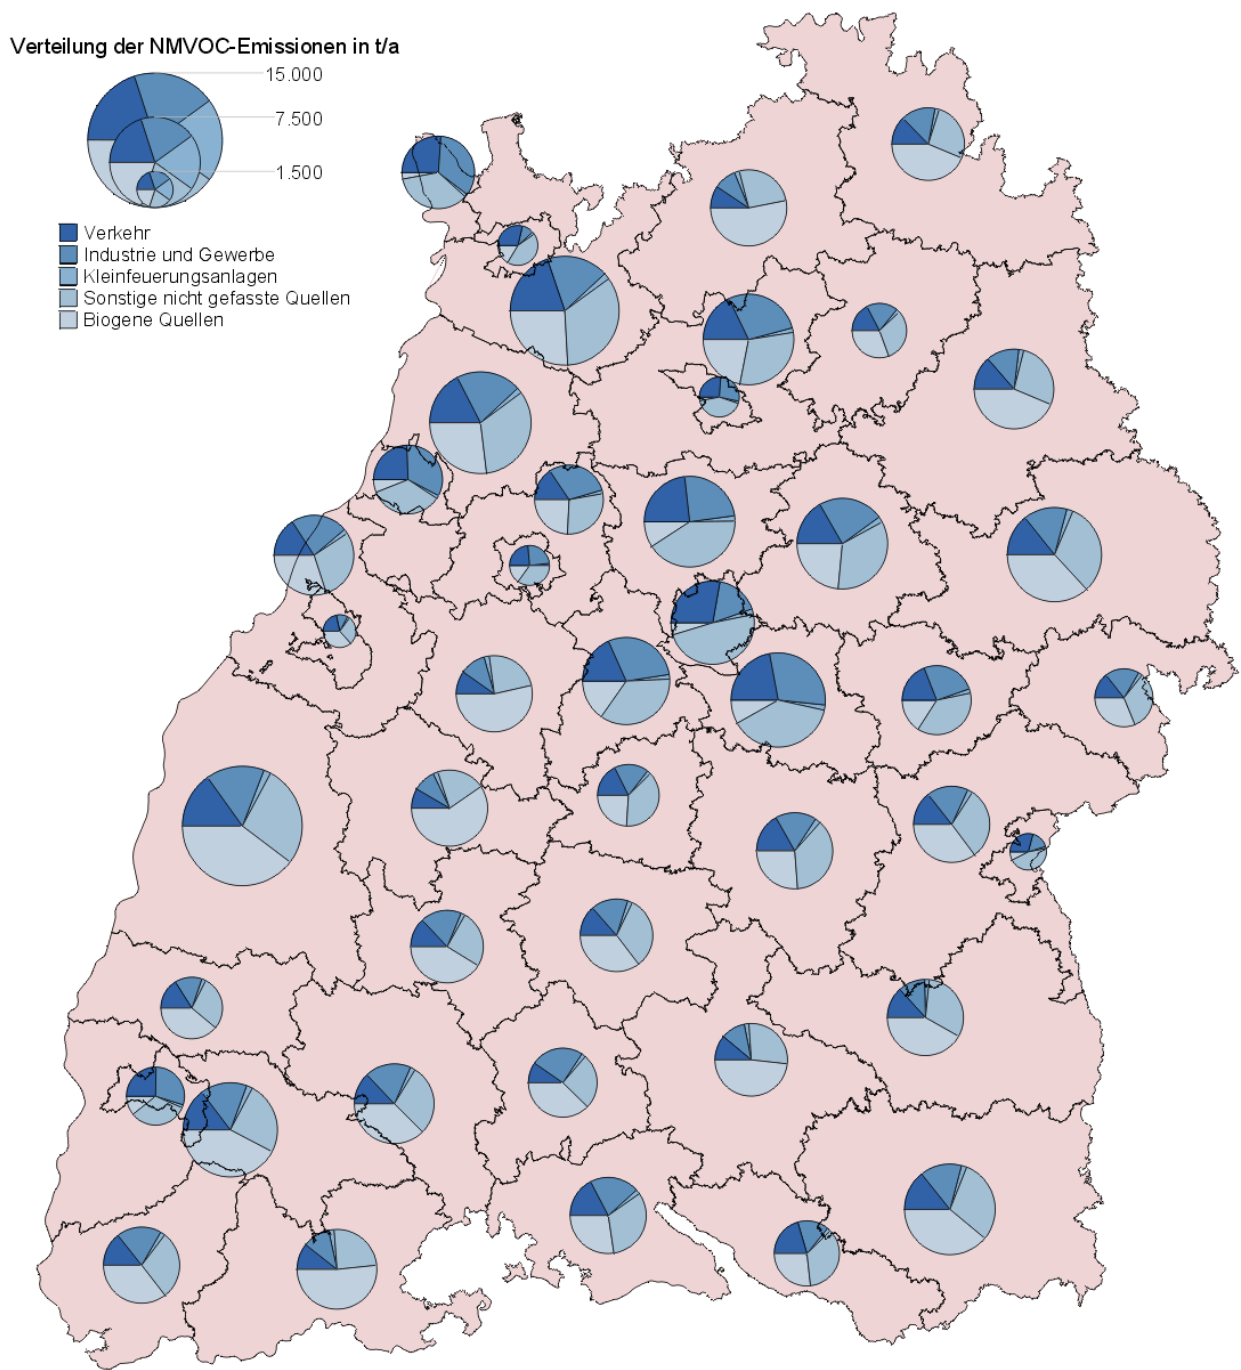 Verteilung der NMVOC-Emissionen in t/a
15.000
7.500
1.500
Verkehr
Industrie und Gewerbe
Kleinfeuerungsanlagen
Sonstige nicht gefasste Quellen
Biogene Quellen